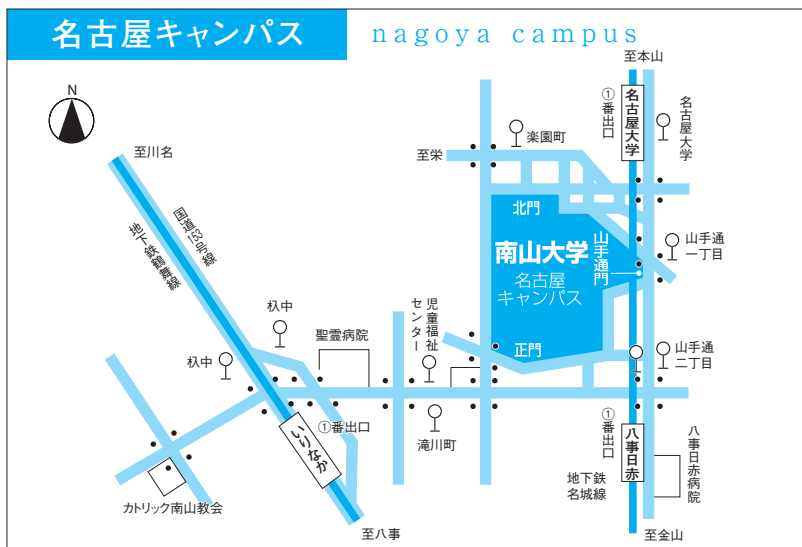 名古屋キャンパス
nagoya campus
N
至本山
①番出口
名古屋大学
名古屋大学
楽園町
至栄
至川名
国道153号線
地下鉄鶴舞線
北門
南山大学
名古屋
キャンパス
山手通門
山手通
一丁目
杁中
杁中
聖霊病院
児童福祉
センター
正門
山手通
二丁目
①番出口
いりなか
滝川町
①番出口
八事日赤
八事日赤病院
地下鉄
名城線
カトリック南山教会
至八事
至金山